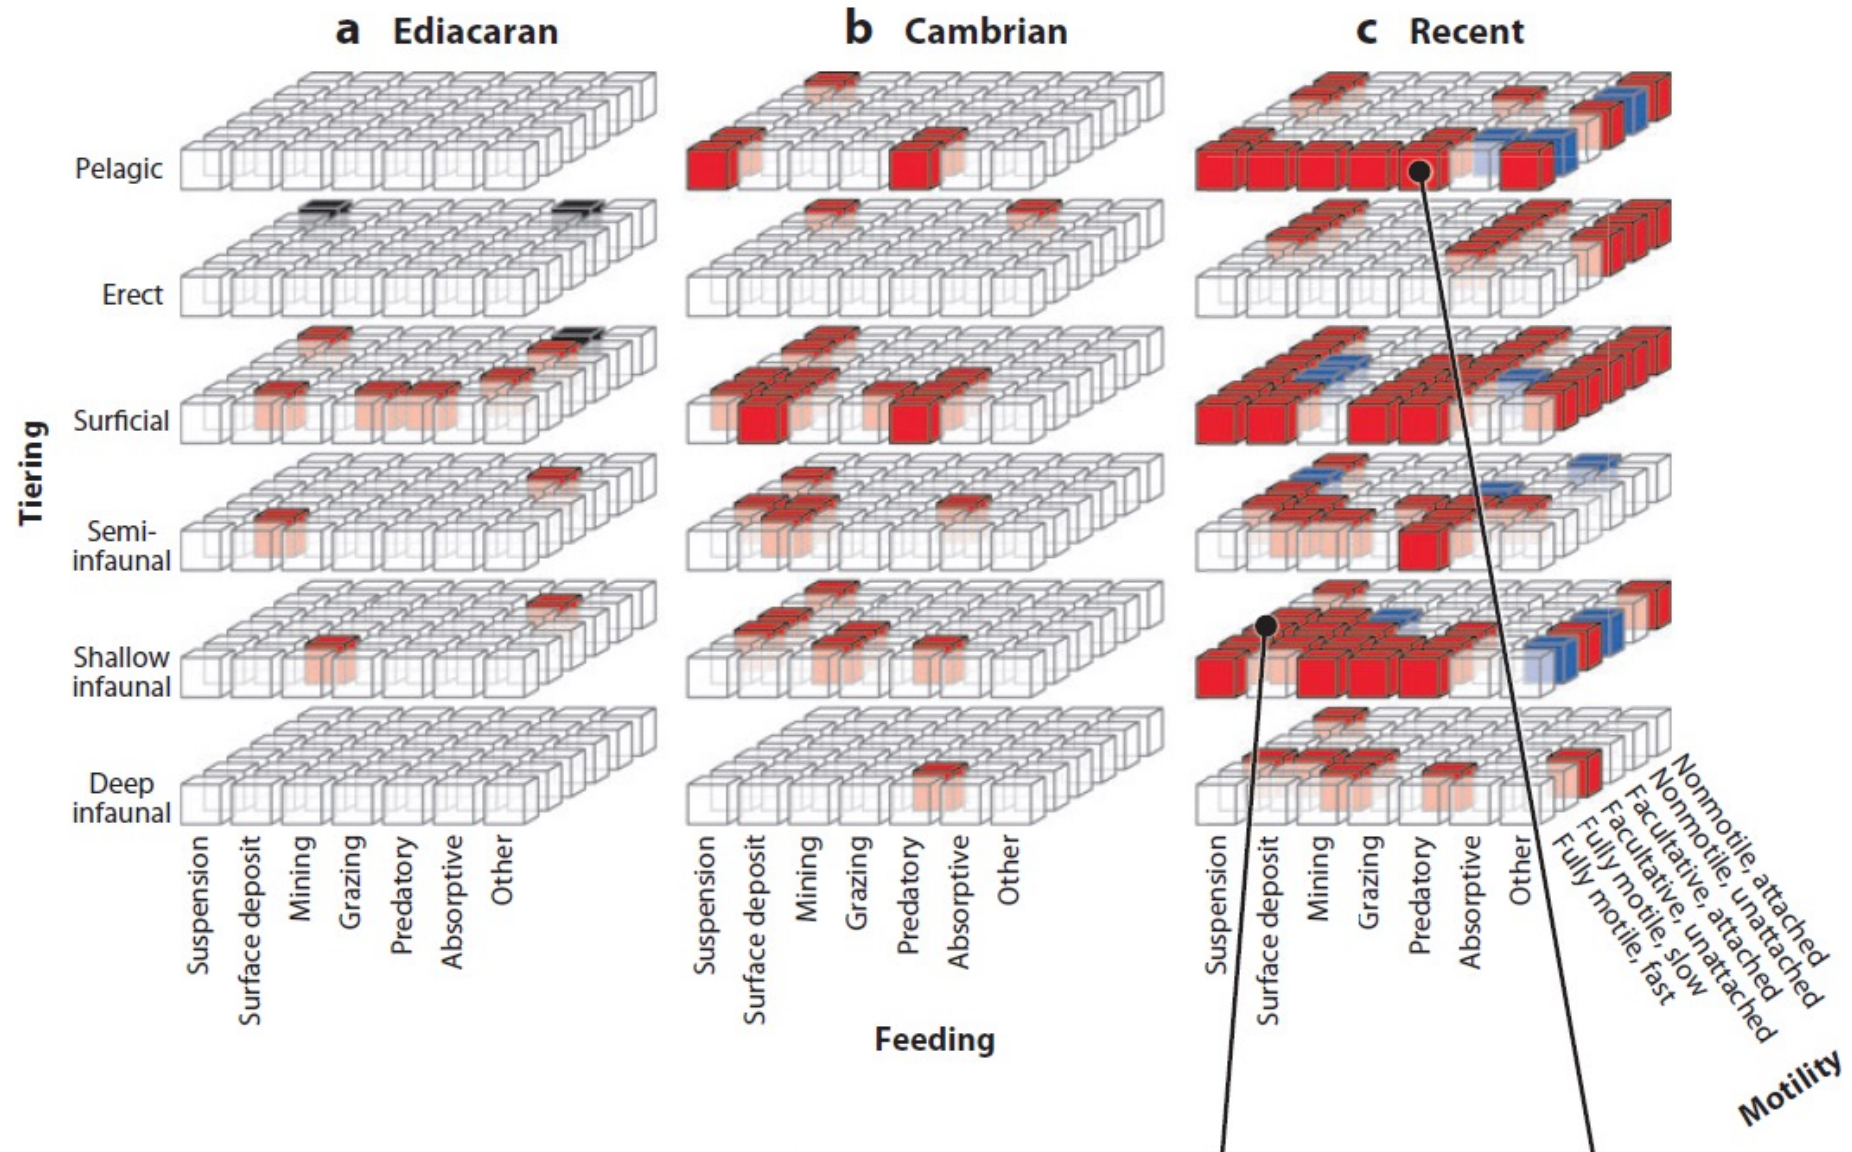 a Ediacaran
b Cambrian
c Recent
Tiering
Pelagic
Erect
Surficial
Semi-
infaunal
Shallow
infaunal
Deep
infaunal
Suspension
Surface deposit
Mining
Grazing
Predatory
Absorptive
Other
Suspension
Surface deposit
Mining
Grazing
Predatory
Absorptive
Other
Suspension
Surface deposit
Mining
Grazing
Predatory
Absorptive
Other
Nonmotile, attached
Nonmotile, unattached
Facultative, attached
Facultative, unattached
Fully motile, slow
Fully motile, fast
Feeding
Motility